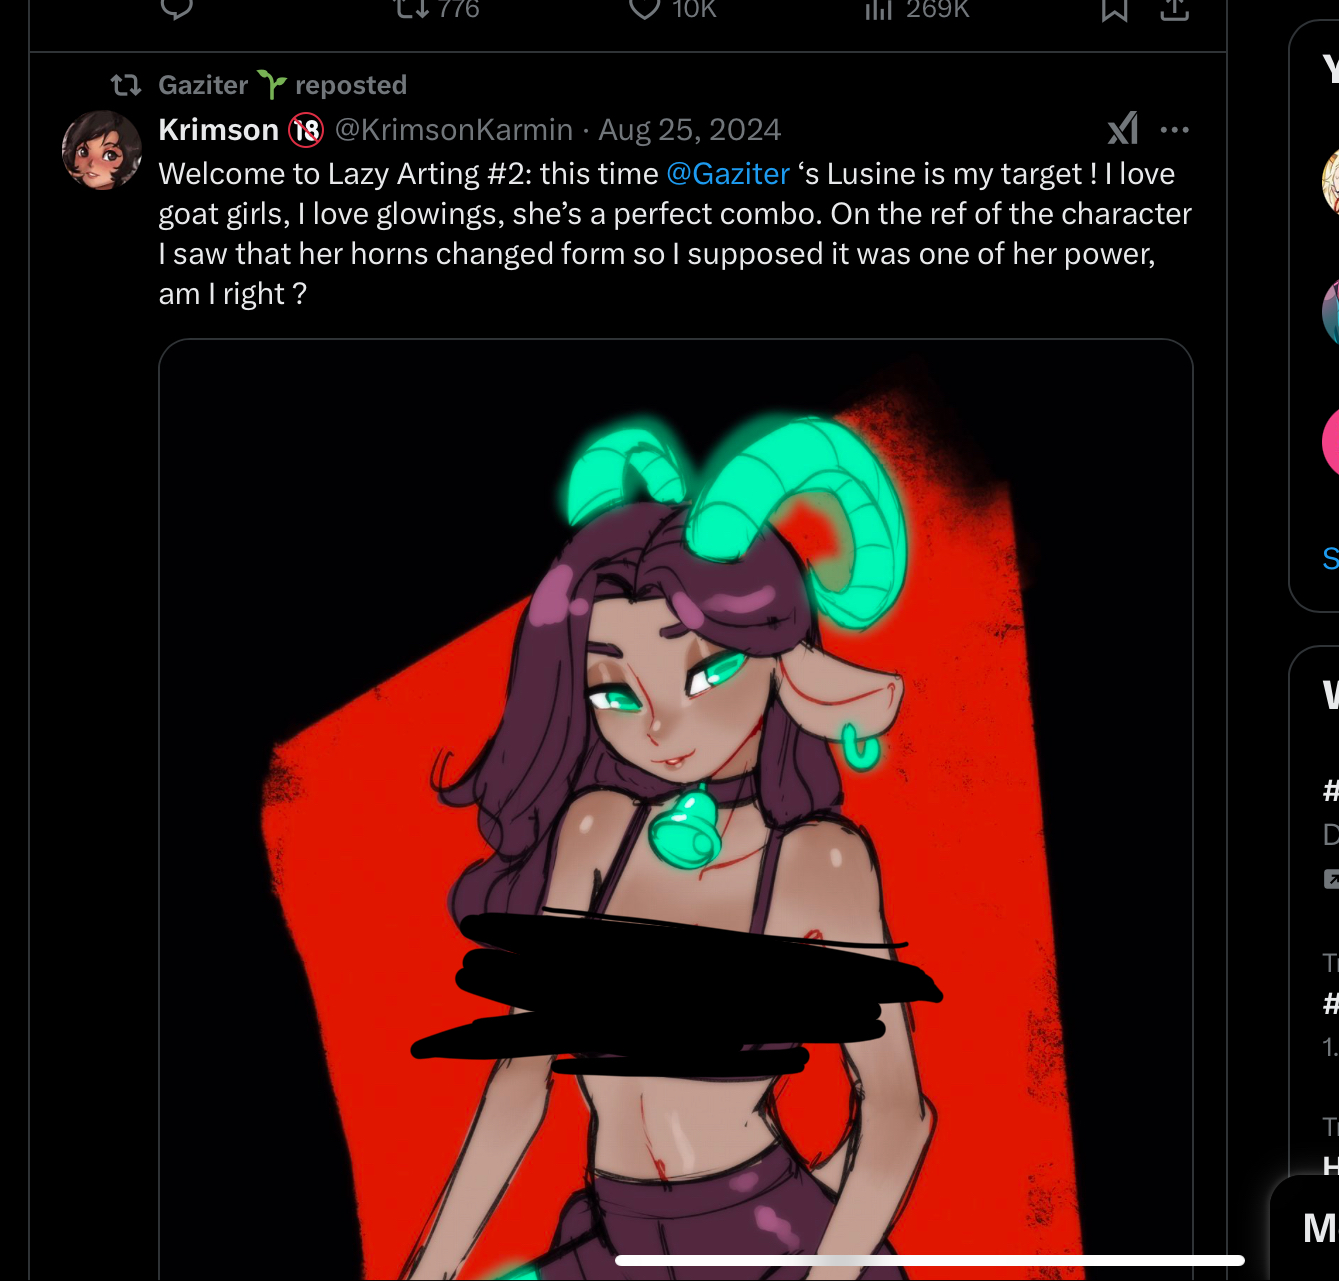 776 10K 269K
Gaziter 🌱 reposted
Krimson 🔞 @KrimsonKarmin · Aug 25, 2024
Welcome to Lazy Arting #2: this time @Gaziter ‘s Lusine is my target ! I love
goat girls, I love glowings, she’s a perfect combo. On the ref of the character
I saw that her horns changed form so I supposed it was one of her power,
am I right ?
#
#
1.